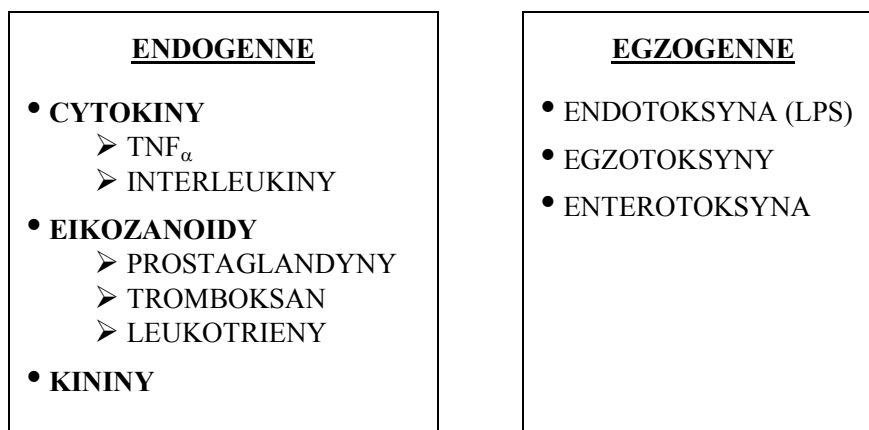 ENDOGENNE
• CYTOKINY
➢ TNFα
➢ INTERLEUKINY
• EIKOZANOIDY
➢ PROSTAGLANDYNY
➢ TROMBOKSAN
➢ LEUKOTRIENY
• KININY
EGZOGENNE
• ENDOTOKSYNA (LPS)
• EGZOTOKSYNY
• ENTEROTOKSYNA